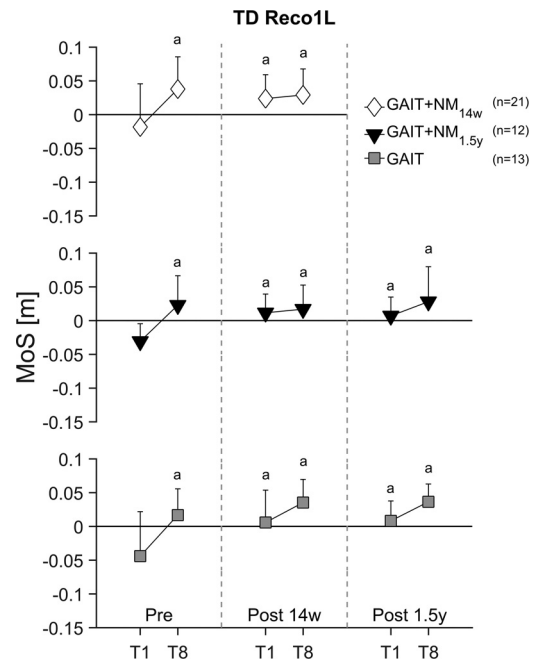 TD Reco1L
MoS [m]
0.1
0.05
0
-0.05
-0.1
-0.15
a
a a
GAIT+NM14w (n=21)
GAIT+NM1.5y (n=12)
GAIT (n=13)
0.1
0.05
0
-0.05
-0.1
-0.15
a
a a
a a
0.1
0.05
0
-0.05
-0.1
-0.15
a
a a
a a
Pre Post 14w Post 1.5y
T1 T8 T1 T8 T1 T8